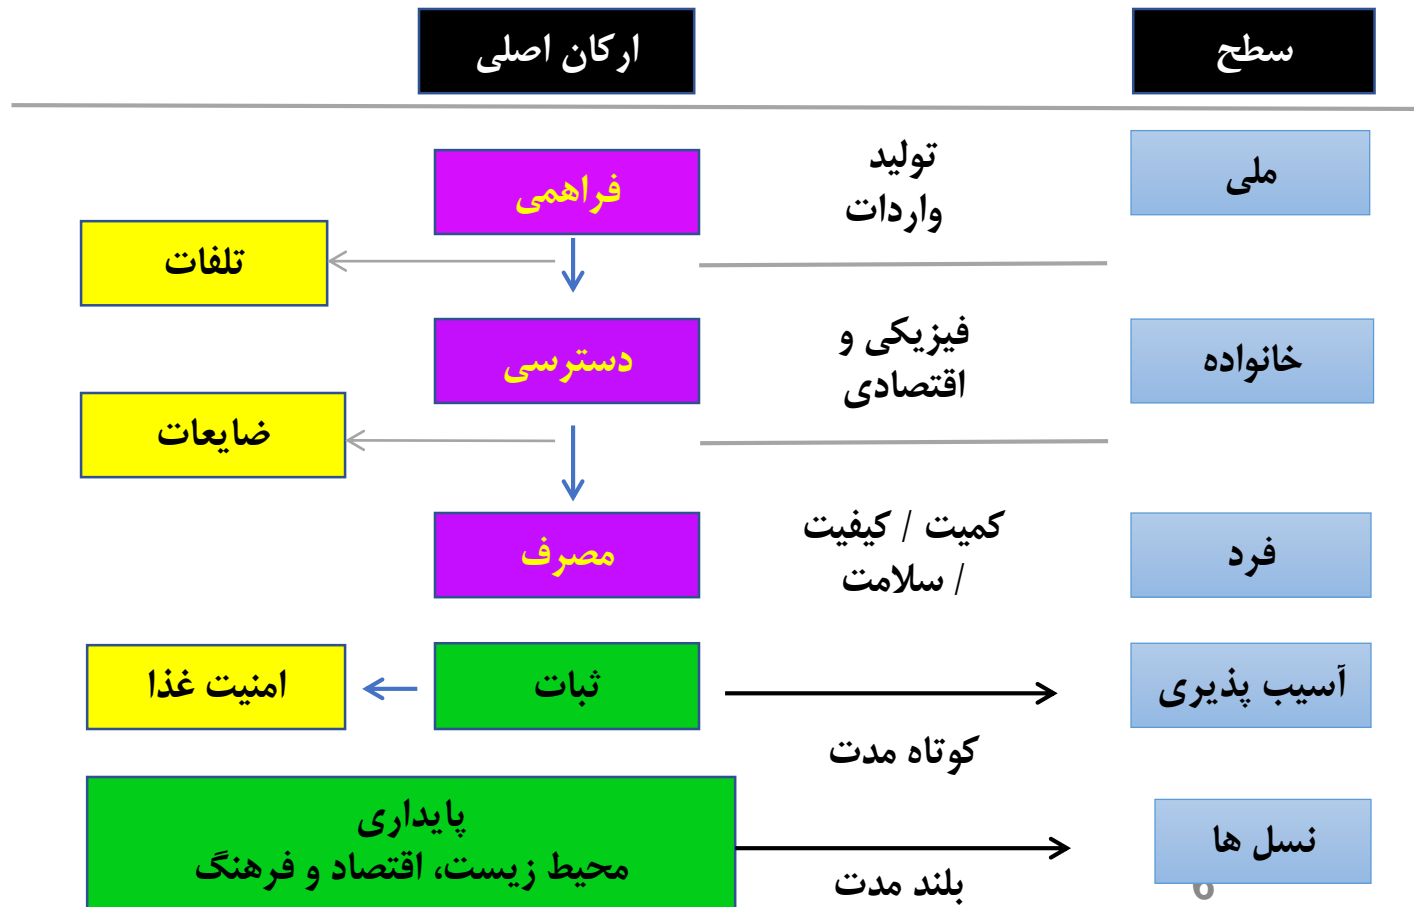 سطح
ارکان اصلی
ملی
تولید
واردات
فراهمی
تلفات
خانواده
فیزیکی و
اقتصادی
دسترسی
ضایعات
فرد
کمیت / کیفیت
/ سلامت
مصرف
آسیب پذیری
کوتاه مدت
ثبات
امنیت غذا
نسل ها
بلند مدت
پایداری
محیط زیست، اقتصاد و فرهنگ